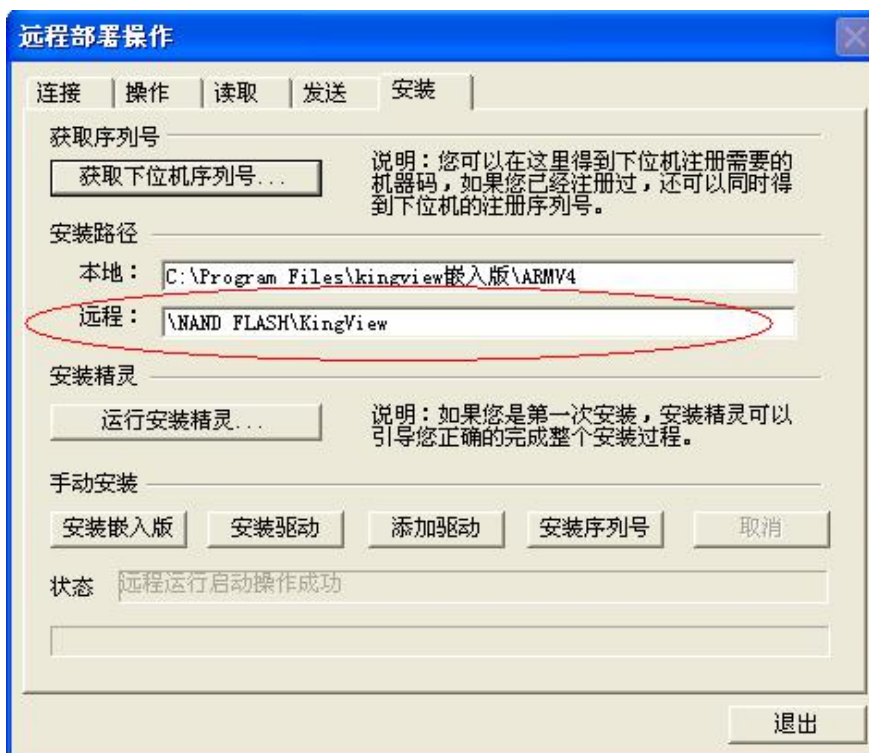 远程部署操作
连接 操作 读取 发送 安装
获取序列号
获取下位机序列号...
说明：您可以在这里得到下位机注册需要的
机器码，如果您已经注册过，还可以同时得
到下位机的注册序列号。
安装路径
本地： C:\Program Files\kingview嵌入版\ARMV4
远程： \NAND FLASH\KingView
安装精灵
运行安装精灵...
说明：如果您是第一次安装，安装精灵可以
引导您正确的完成整个安装过程。
手动安装
安装嵌入版 安装驱动 添加驱动 安装序列号 取消
状态 远程运行启动操作成功
退出